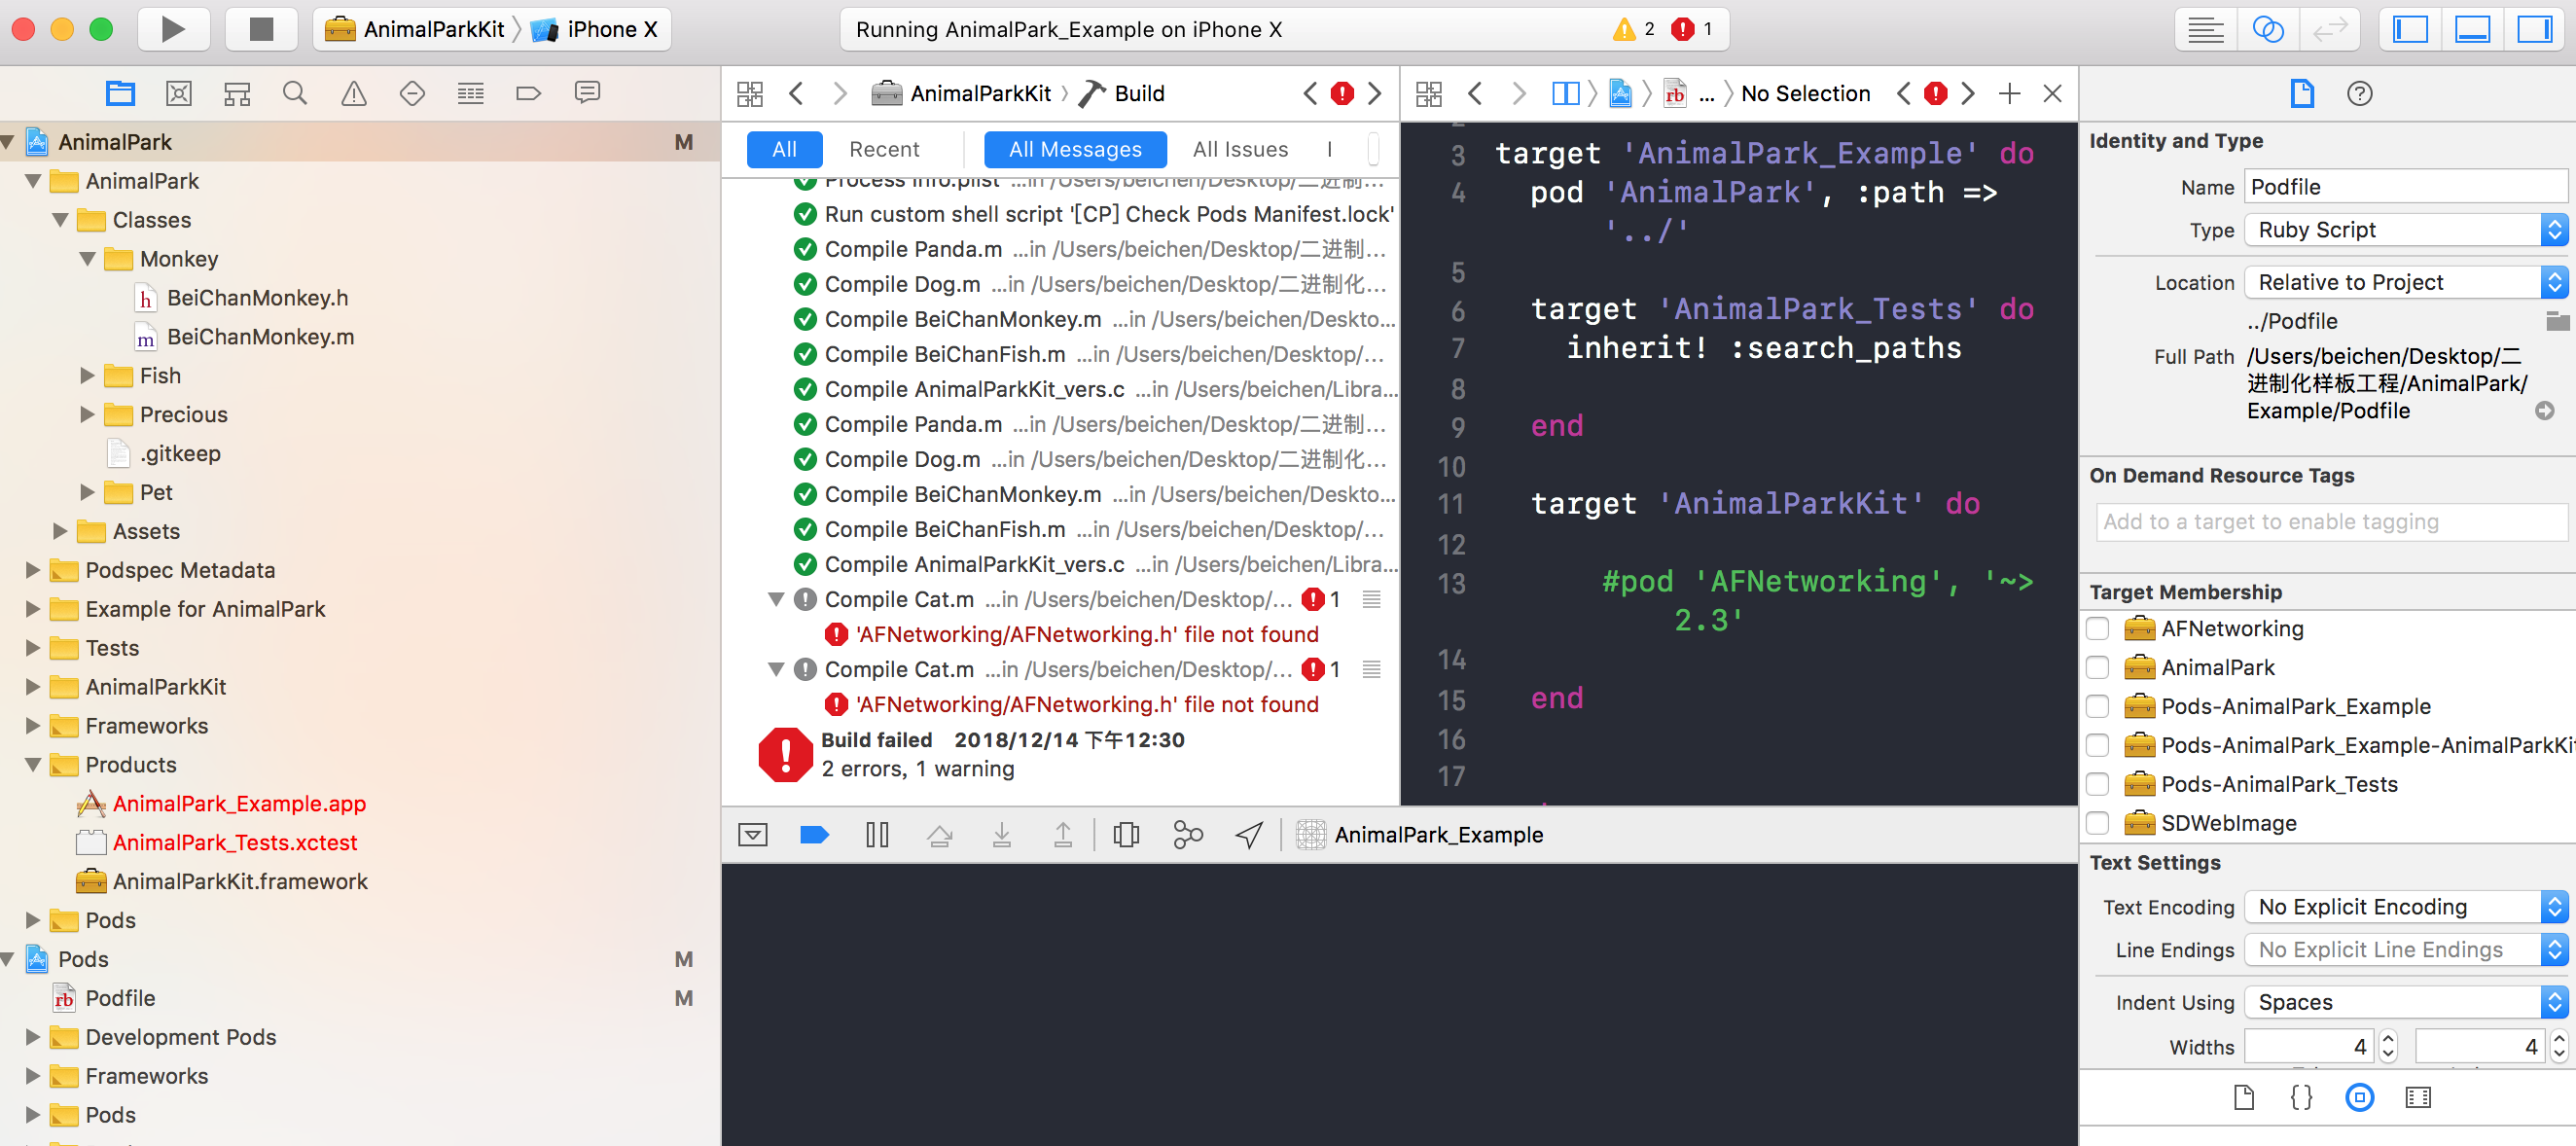 AnimalParkKit
iPhone X
Running AnimalPark_Example on iPhone X
2
1
AnimalPark
M
AnimalPark
Classes
Monkey
h BeiChanMonkey.h
m BeiChanMonkey.m
Fish
Precious
.gitkeep
Pet
Assets
Podspec Metadata
Example for AnimalPark
Tests
AnimalParkKit
Frameworks
Products
AnimalPark_Example.app
AnimalPark_Tests.xctest
AnimalParkKit.framework
Pods
Pods
M
rb Podfile
M
Development Pods
Frameworks
Pods
AnimalParkKit
Build
All
Recent
All Messages
All Issues
Process Info.plist ...in /Users/beichen/Desktop/二进制...
Run custom shell script '[CP] Check Pods Manifest.lock'
Compile Panda.m ...in /Users/beichen/Desktop/二进制...
Compile Dog.m ...in /Users/beichen/Desktop/二进制化...
Compile BeiChanMonkey.m ...in /Users/beichen/Deskto...
Compile BeiChanFish.m ...in /Users/beichen/Desktop/...
Compile AnimalParkKit_vers.c ...in /Users/beichen/Libra...
Compile Panda.m ...in /Users/beichen/Desktop/二进制...
Compile Dog.m ...in /Users/beichen/Desktop/二进制化...
Compile BeiChanMonkey.m ...in /Users/beichen/Deskto...
Compile BeiChanFish.m ...in /Users/beichen/Desktop/...
Compile AnimalParkKit_vers.c ...in /Users/beichen/Libra...
Compile Cat.m ...in /Users/beichen/Desktop/... 1
'AFNetworking/AFNetworking.h' file not found
Compile Cat.m ...in /Users/beichen/Desktop/... 1
'AFNetworking/AFNetworking.h' file not found
Build failed 2018/12/14 下午12:30
2 errors, 1 warning
rb ... No Selection
3 target 'AnimalPark_Example' do
4 pod 'AnimalPark', :path =>
'../'
5
6 target 'AnimalPark_Tests' do
7 inherit! :search_paths
8
9 end
10
11 target 'AnimalParkKit' do
12
13 #pod 'AFNetworking', '~>
2.3'
14
15 end
16
17
AnimalPark_Example
Identity and Type
Name Podfile
Type Ruby Script
Location Relative to Project
../Podfile
Full Path /Users/beichen/Desktop/二
进制化样板工程/AnimalPark/
Example/Podfile
On Demand Resource Tags
Add to a target to enable tagging
Target Membership
AFNetworking
AnimalPark
Pods-AnimalPark_Example
Pods-AnimalPark_Example-AnimalParkKit
Pods-AnimalPark_Tests
SDWebImage
Text Settings
Text Encoding No Explicit Encoding
Line Endings No Explicit Line Endings
Indent Using Spaces
Widths 4 4